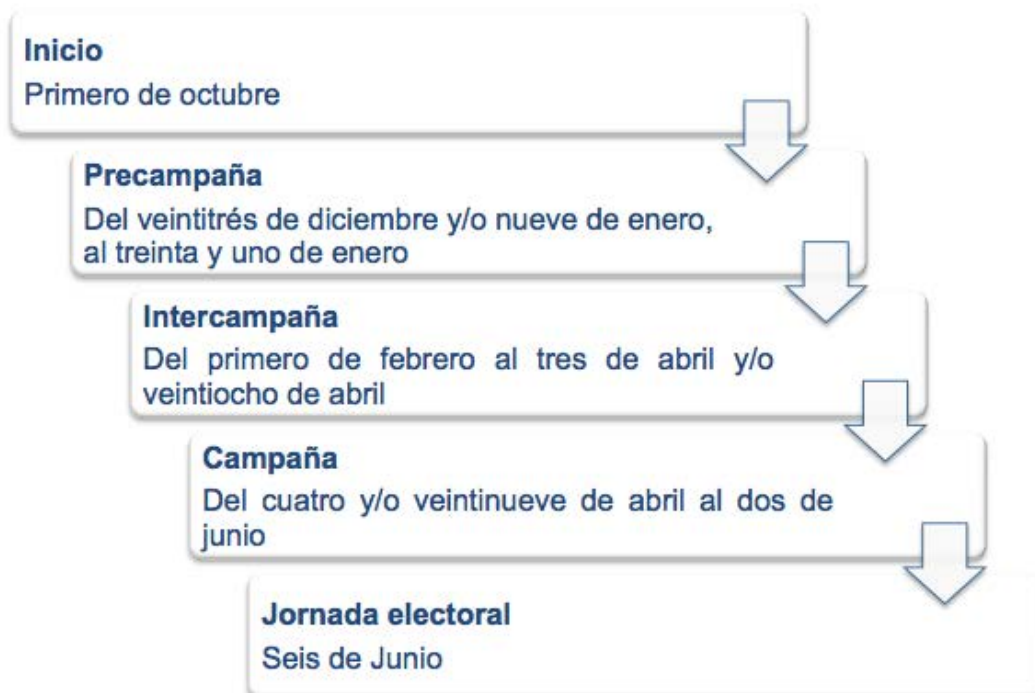 Inicio
Primero de octubre
Precampaña
Del veintitrés de diciembre y/o nueve de enero,
al treinta y uno de enero
Intercampaña
Del primero de febrero al tres de abril y/o
veintiocho de abril
Campaña
Del cuatro y/o veintinueve de abril al dos de
junio
Jornada electoral
Seis de Junio